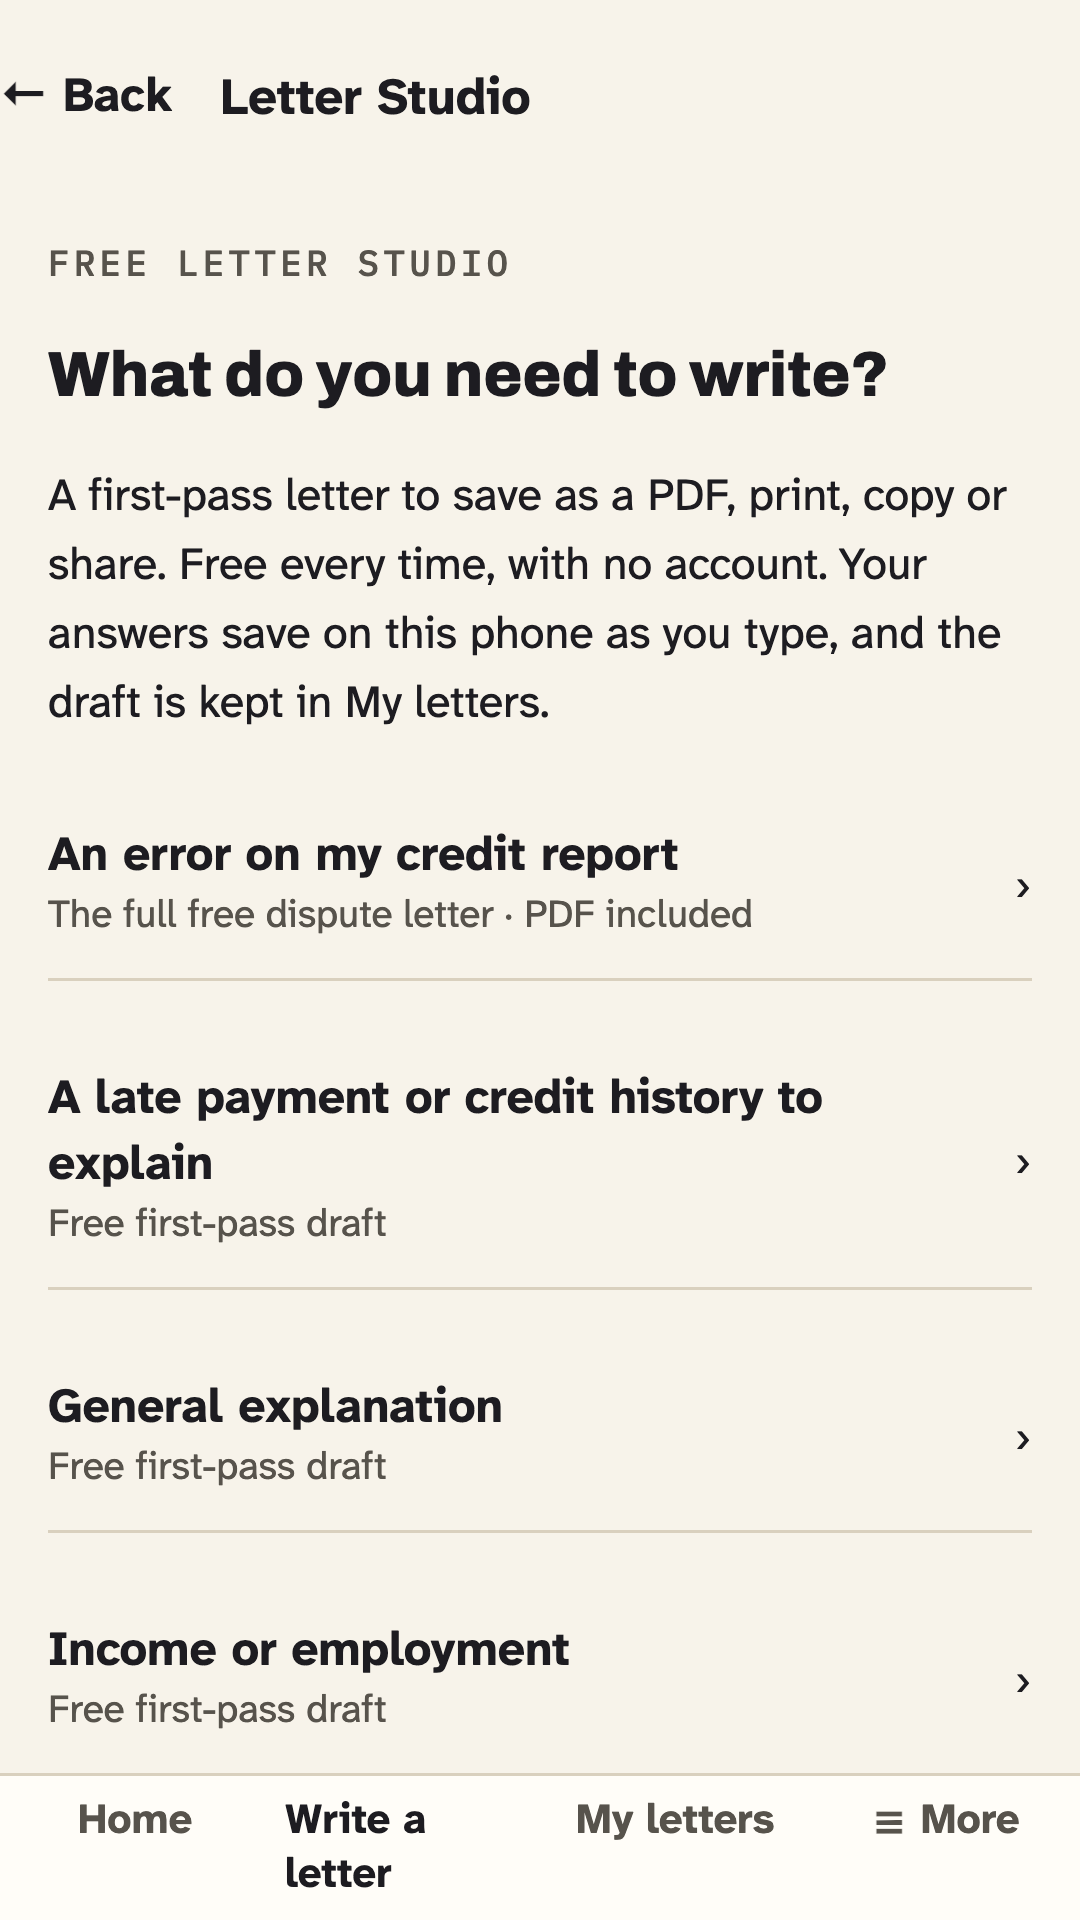 ← Back Letter Studio
FREE LETTER STUDIO
What do you need to write?
A first-pass letter to save as a PDF, print, copy or
share. Free every time, with no account. Your
answers save on this phone as you type, and the
draft is kept in My letters.
An error on my credit report
The full free dispute letter · PDF included
›
A late payment or credit history to
explain
Free first-pass draft
›
General explanation
Free first-pass draft
›
Income or employment
Free first-pass draft
›
Home
Write a
letter
My letters
≡ More